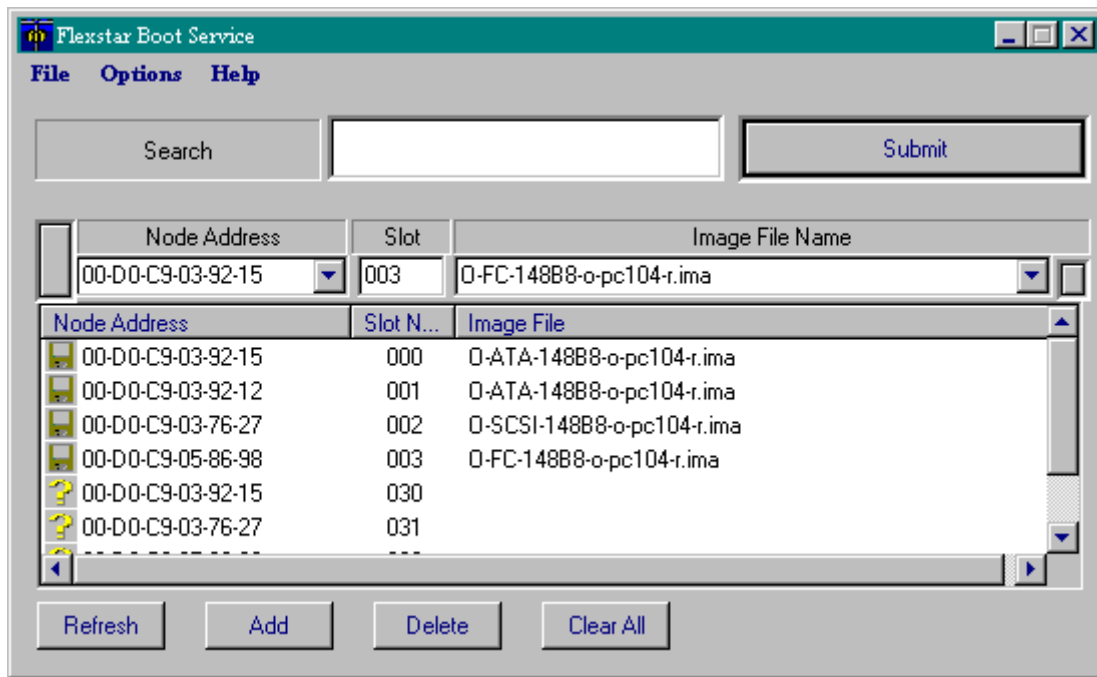 Flexstar Boot Service
File Options Help
Search Submit
Node Address Slot Image File Name
00-D0-C9-03-92-15 003 O-FC-148B8-o-pc104-r.ima
Node Address Slot N... Image File
00-D0-C9-03-92-15 000 O-ATA-148B8-o-pc104-r.ima
00-D0-C9-03-92-12 001 O-ATA-148B8-o-pc104-r.ima
00-D0-C9-03-76-27 002 O-SCSI-148B8-o-pc104-r.ima
00-D0-C9-05-86-98 003 O-FC-148B8-o-pc104-r.ima
00-D0-C9-03-92-15 030
00-D0-C9-03-76-27 031
Refresh Add Delete Clear All